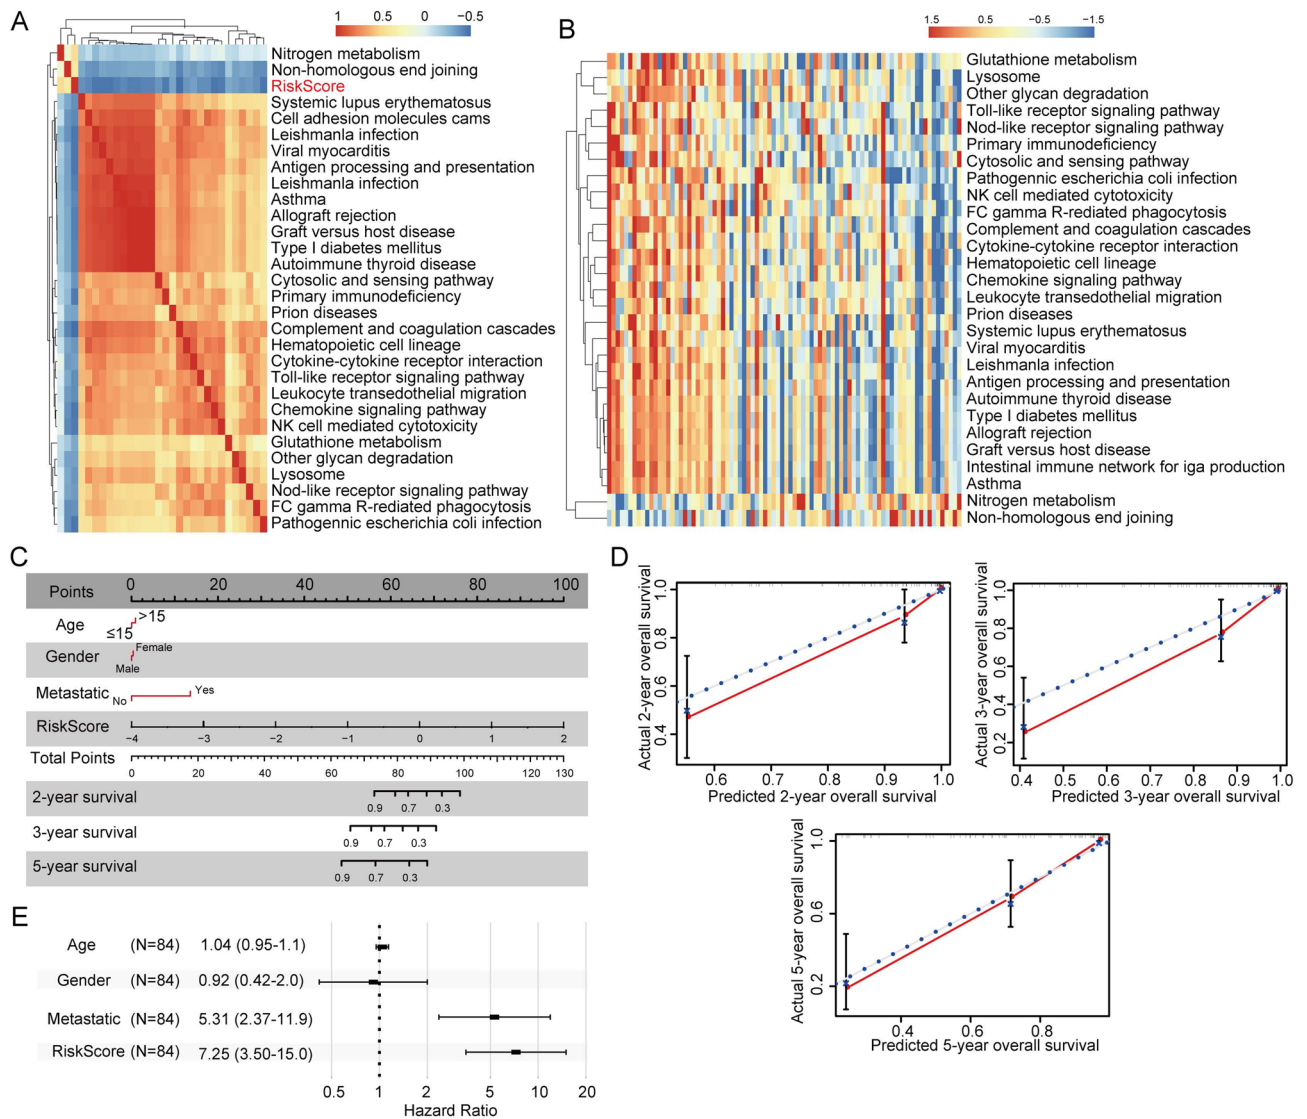 A
1 0.5 0 −0.5
Nitrogen metabolism
Non-homologous end joining
RiskScore
Systemic lupus erythematosus
Cell adhesion molecules cams
Leishmanla infection
Viral myocarditis
Antigen processing and presentation
Leishmanla infection
Asthma
Allograft rejection
Graft versus host disease
Type I diabetes mellitus
Autoimmune thyroid disease
Cytosolic and sensing pathway
Primary immunodeficiency
Prion diseases
Complement and coagulation cascades
Hematopoietic cell lineage
Cytokine-cytokine receptor interaction
Toll-like receptor signaling pathway
Leukocyte transedothelial migration
Chemokine signaling pathway
NK cell mediated cytotoxicity
Glutathione metabolism
Other glycan degradation
Lysosome
Nod-like receptor signaling pathway
FC gamma R-rediated phagocytosis
Pathogennic escherichia coli infection
B
1.5 0.5 −0.5 −1.5
Glutathione metabolism
Lysosome
Other glycan degradation
Toll-like receptor signaling pathway
Nod-like receptor signaling pathway
Primary immunodeficiency
Cytosolic and sensing pathway
Pathogennic escherichia coli infection
NK cell mediated cytotoxicity
FC gamma R-rediated phagocytosis
Complement and coagulation cascades
Cytokine-cytokine receptor interaction
Hematopoietic cell lineage
Chemokine signaling pathway
Leukocyte transedothelial migration
Prion diseases
Systemic lupus erythematosus
Viral myocarditis
Leishmanla infection
Antigen processing and presentation
Autoimmune thyroid disease
Type I diabetes mellitus
Allograft rejection
Graft versus host disease
Intestinal immune network for iga production
Asthma
Nitrogen metabolism
Non-homologous end joining
C
Points 0 20 40 60 80 100
Age ≤15 >15
Gender Male Female
Metastatic No Yes
RiskScore −4 −3 −2 −1 0 1 2
Total Points 0 20 40 60 80 100 130
2-year survival 0.9 0.7 0.3
3-year survival 0.9 0.7 0.3
5-year survival 0.9 0.7 0.3
D
Actual 2-year overall survival
0.4 0.6 0.8 1.0
0.6 0.7 0.8 0.9 1.0
Predicted 2-year overall survival
Actual 3-year overall survival
0.2 0.4 0.6 0.8 1.0
0.4 0.5 0.6 0.7 0.8 0.9 1.0
Predicted 3-year overall survival
Actual 5-year overall survival
0.2 0.6 1.0
0.4 0.6 0.8
Predicted 5-year overall survival
E
Age (N=84) 1.04 (0.95-1.1)
Gender (N=84) 0.92 (0.42-2.0)
Metastatic (N=84) 5.31 (2.37-11.9)
RiskScore (N=84) 7.25 (3.50-15.0)
0.5 1 2 5 10 20
Hazard Ratio